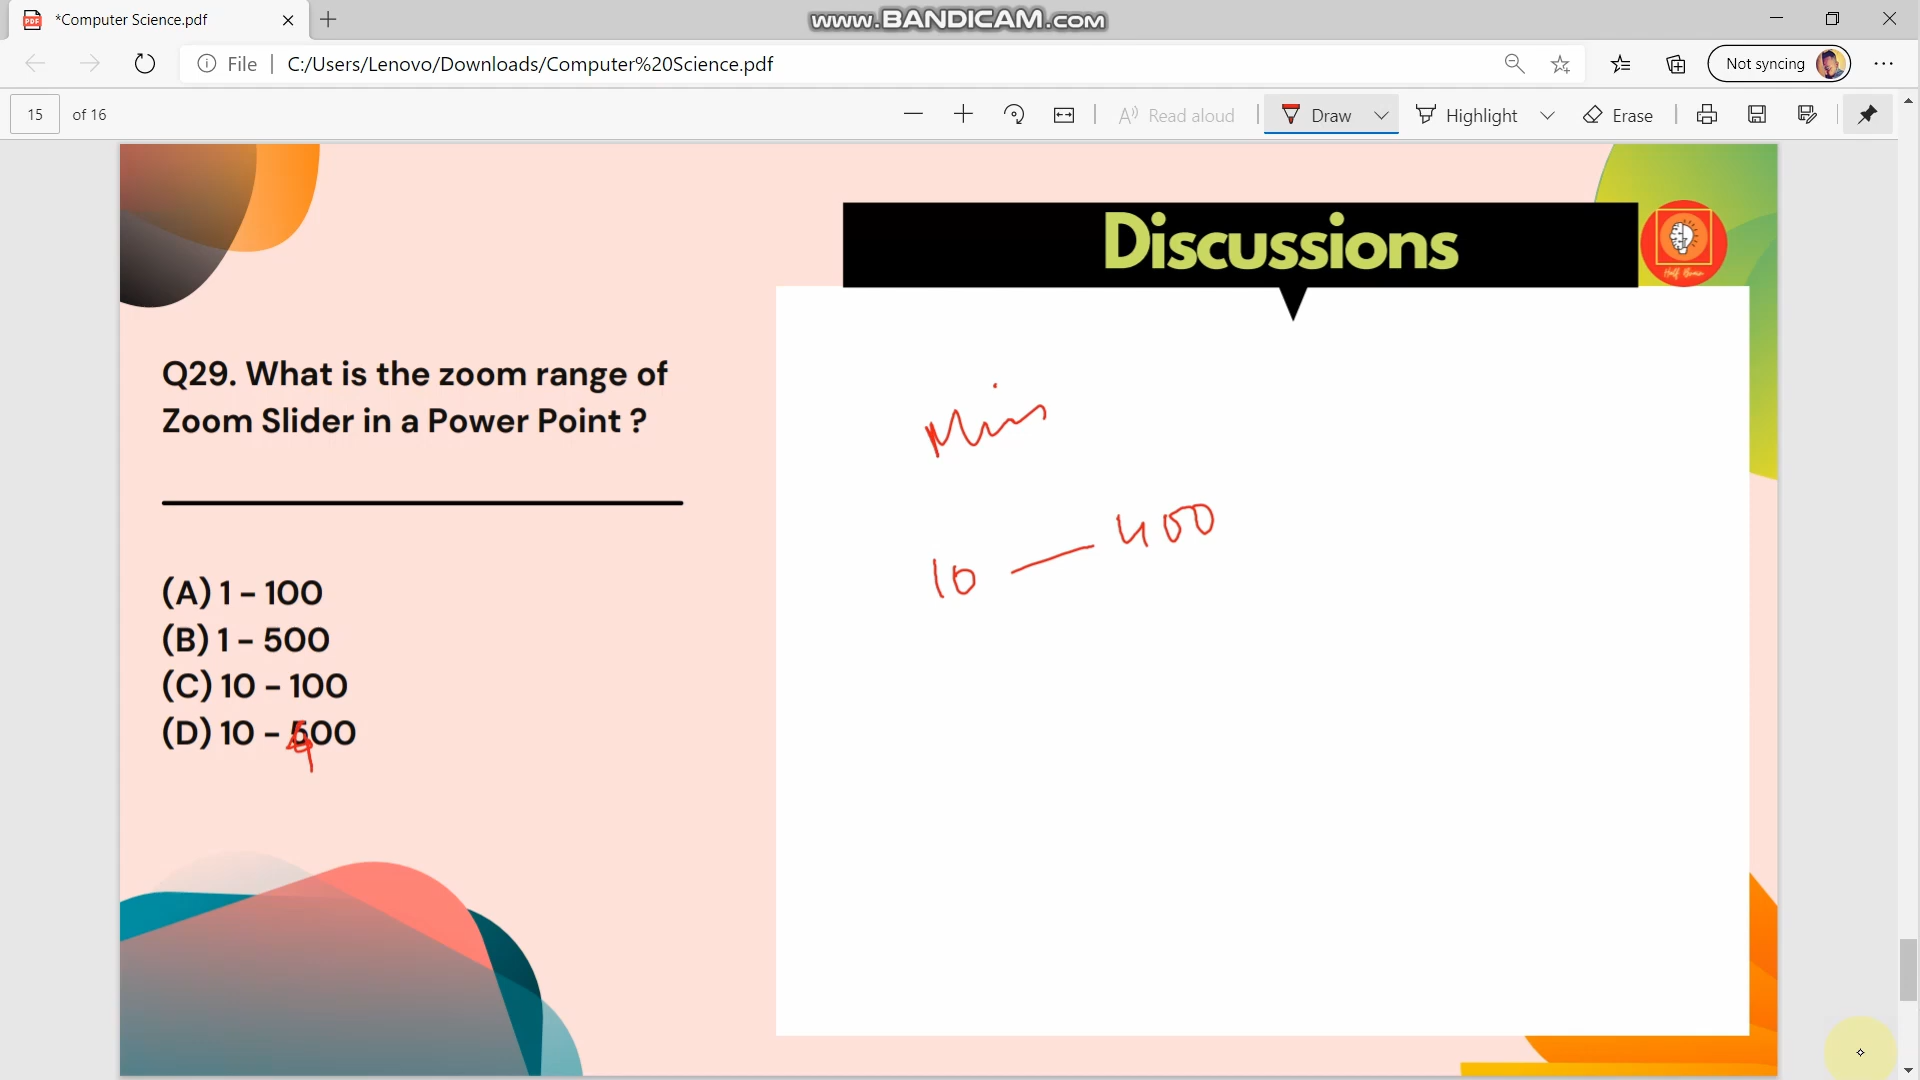 *Computer Science.pdf
www.BANDICAM.com
File
C:/Users/Lenovo/Downloads/Computer%20Science.pdf
Not syncing
15
of 16
Read aloud
Draw
Highlight
Erase
Discussions
Half Brain
Q29. What is the zoom range of
Zoom Slider in a Power Point ?
(A) 1 - 100
(B) 1 - 500
(C) 10 - 100
(D) 10 - 500
4
Min
10 — 400